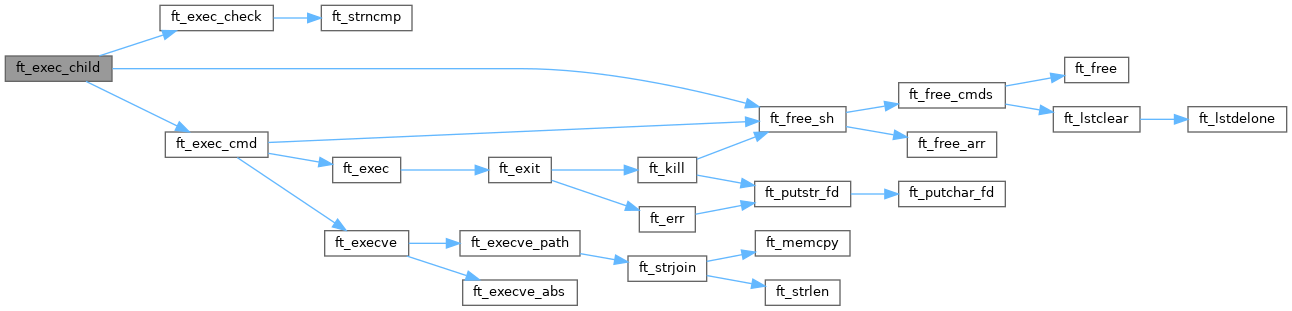 ft_exec_check
ft_strncmp
ft_exec_child
ft_free
ft_free_cmds
ft_free_sh
ft_lstclear
ft_lstdelone
ft_exec_cmd
ft_free_arr
ft_exec
ft_exit
ft_kill
ft_putstr_fd
ft_putchar_fd
ft_err
ft_execve
ft_execve_path
ft_memcpy
ft_strjoin
ft_execve_abs
ft_strlen